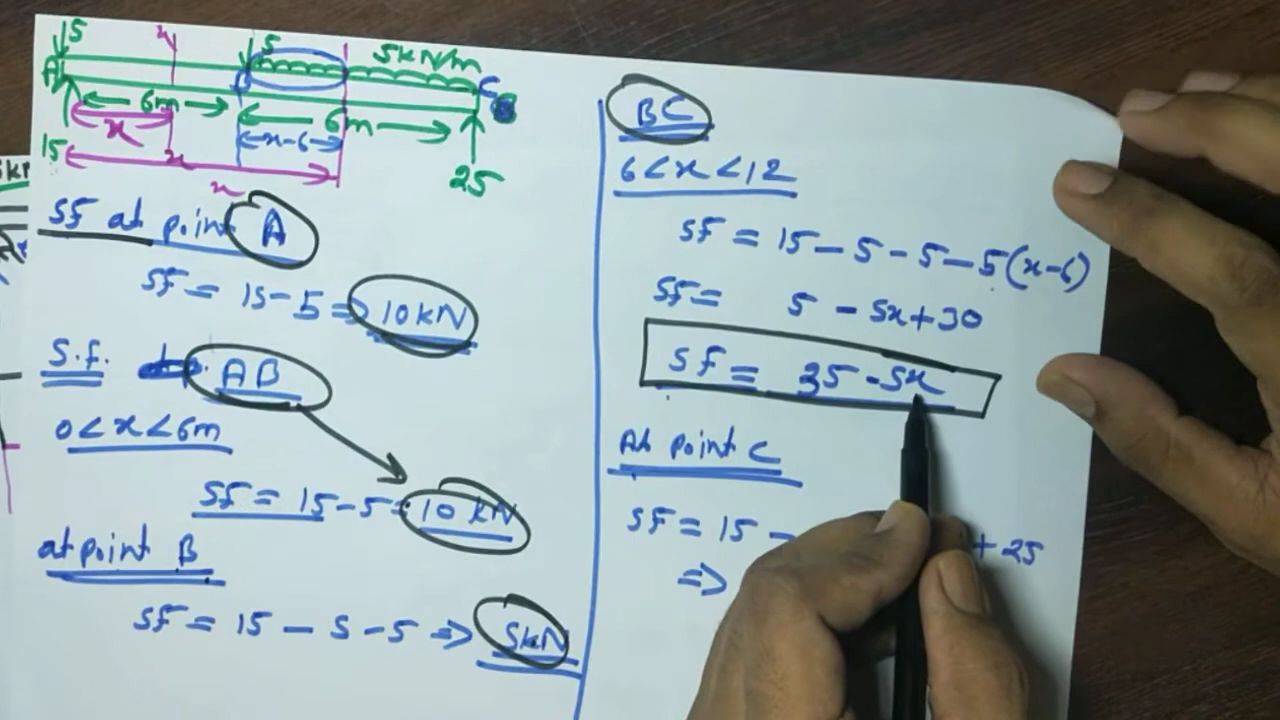 5 x 5 5kN/m
A B C
6m 6m
x x-6
15 x
x 25
SF at point A
SF = 15-5 => 10kN
S.f. AB
0<x<6m
SF = 15-5 = 10 kN
at point B
SF = 15 - 5 - 5 => 5kN
BC
6<x<12
SF = 15 - 5 - 5 - 5(x-6)
SF = 5 - 5x+30
SF = 35 - 5x
At point C
SF = 15 - + 25
=>